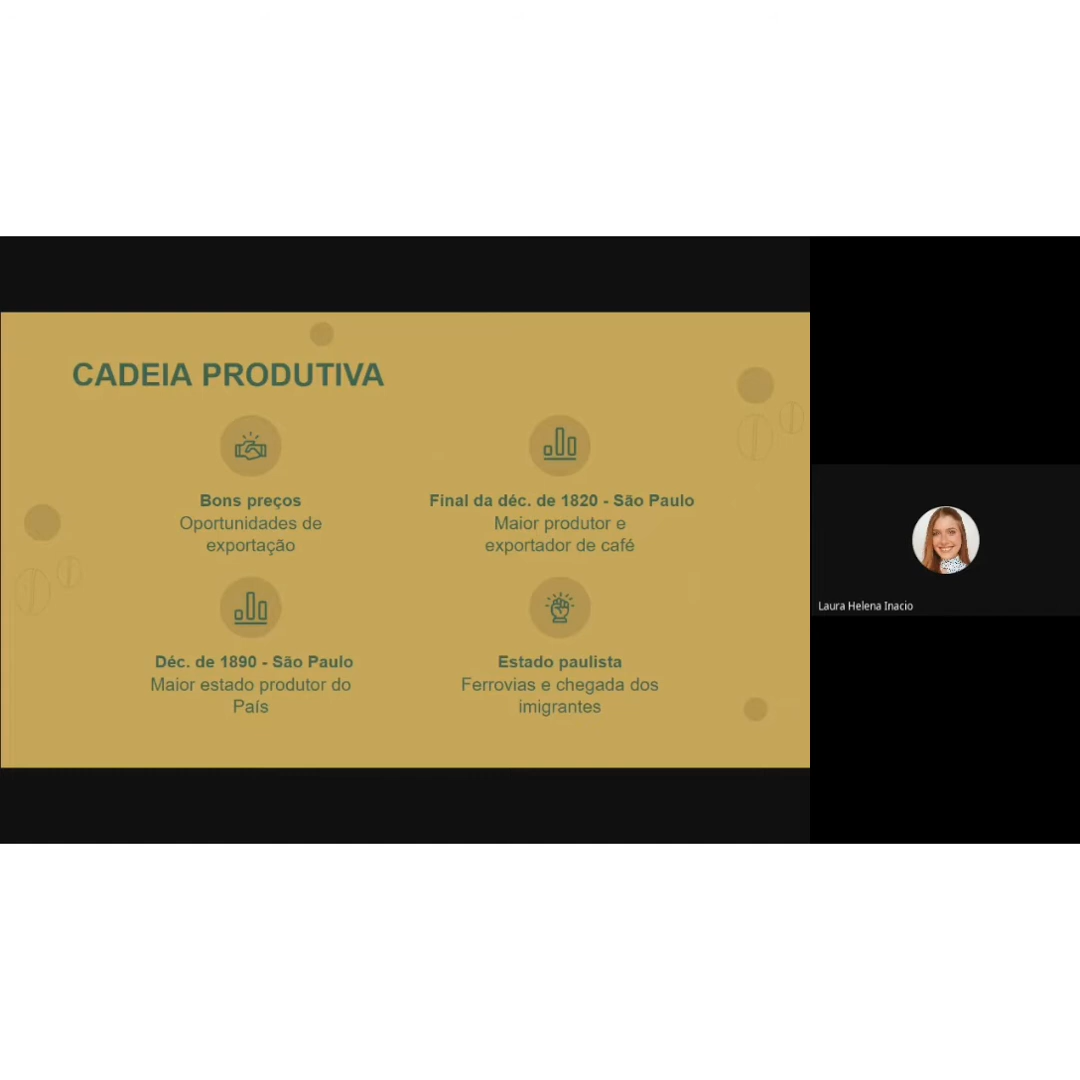 CADEIA PRODUTIVA
Bons preços
Oportunidades de
exportação
Final da déc. de 1820 - São Paulo
Maior produtor e
exportador de café
Déc. de 1890 - São Paulo
Maior estado produtor do
País
Estado paulista
Ferrovias e chegada dos
imigrantes
Laura Helena Inacio